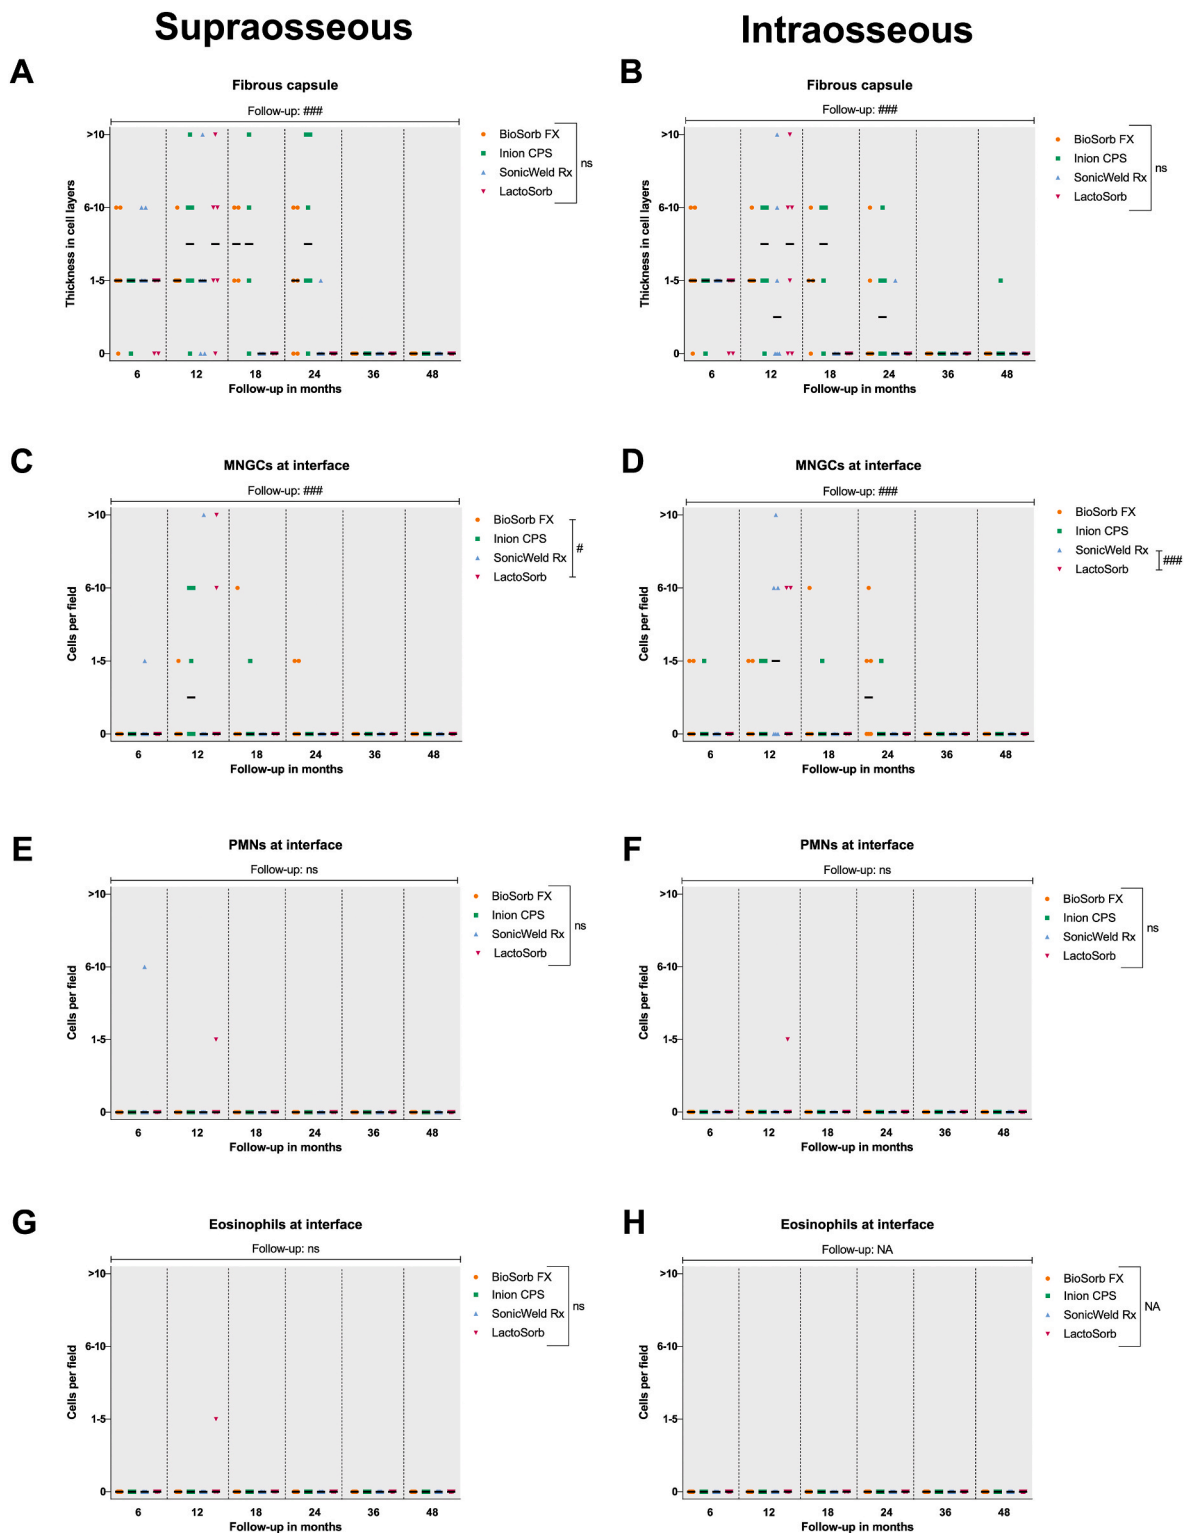 Supraosseous
Intraosseous
A
Fibrous capsule
Follow-up: ###
Thickness in cell layers
>10
6-10
1-5
0
6 12 18 24 36 48
Follow-up in months
BioSorb FX
Inion CPS
SonicWeld Rx
LactoSorb
ns
B
Fibrous capsule
Follow-up: ###
Thickness in cell layers
>10
6-10
1-5
0
6 12 18 24 36 48
Follow-up in months
BioSorb FX
Inion CPS
SonicWeld Rx
LactoSorb
ns
C
MNGCs at interface
Follow-up: ###
Cells per field
>10
6-10
1-5
0
6 12 18 24 36 48
Follow-up in months
BioSorb FX
Inion CPS
SonicWeld Rx
LactoSorb
#
D
MNGCs at interface
Follow-up: ###
Cells per field
>10
6-10
1-5
0
6 12 18 24 36 48
Follow-up in months
BioSorb FX
Inion CPS
SonicWeld Rx
LactoSorb
###
E
PMNs at interface
Follow-up: ns
Cells per field
>10
6-10
1-5
0
6 12 18 24 36 48
Follow-up in months
BioSorb FX
Inion CPS
SonicWeld Rx
LactoSorb
ns
F
PMNs at interface
Follow-up: ns
Cells per field
>10
6-10
1-5
0
6 12 18 24 36 48
Follow-up in months
BioSorb FX
Inion CPS
SonicWeld Rx
LactoSorb
ns
G
Eosinophils at interface
Follow-up: ns
Cells per field
>10
6-10
1-5
0
6 12 18 24 36 48
Follow-up in months
BioSorb FX
Inion CPS
SonicWeld Rx
LactoSorb
ns
H
Eosinophils at interface
Follow-up: NA
Cells per field
>10
6-10
1-5
0
6 12 18 24 36 48
Follow-up in months
BioSorb FX
Inion CPS
SonicWeld Rx
LactoSorb
NA